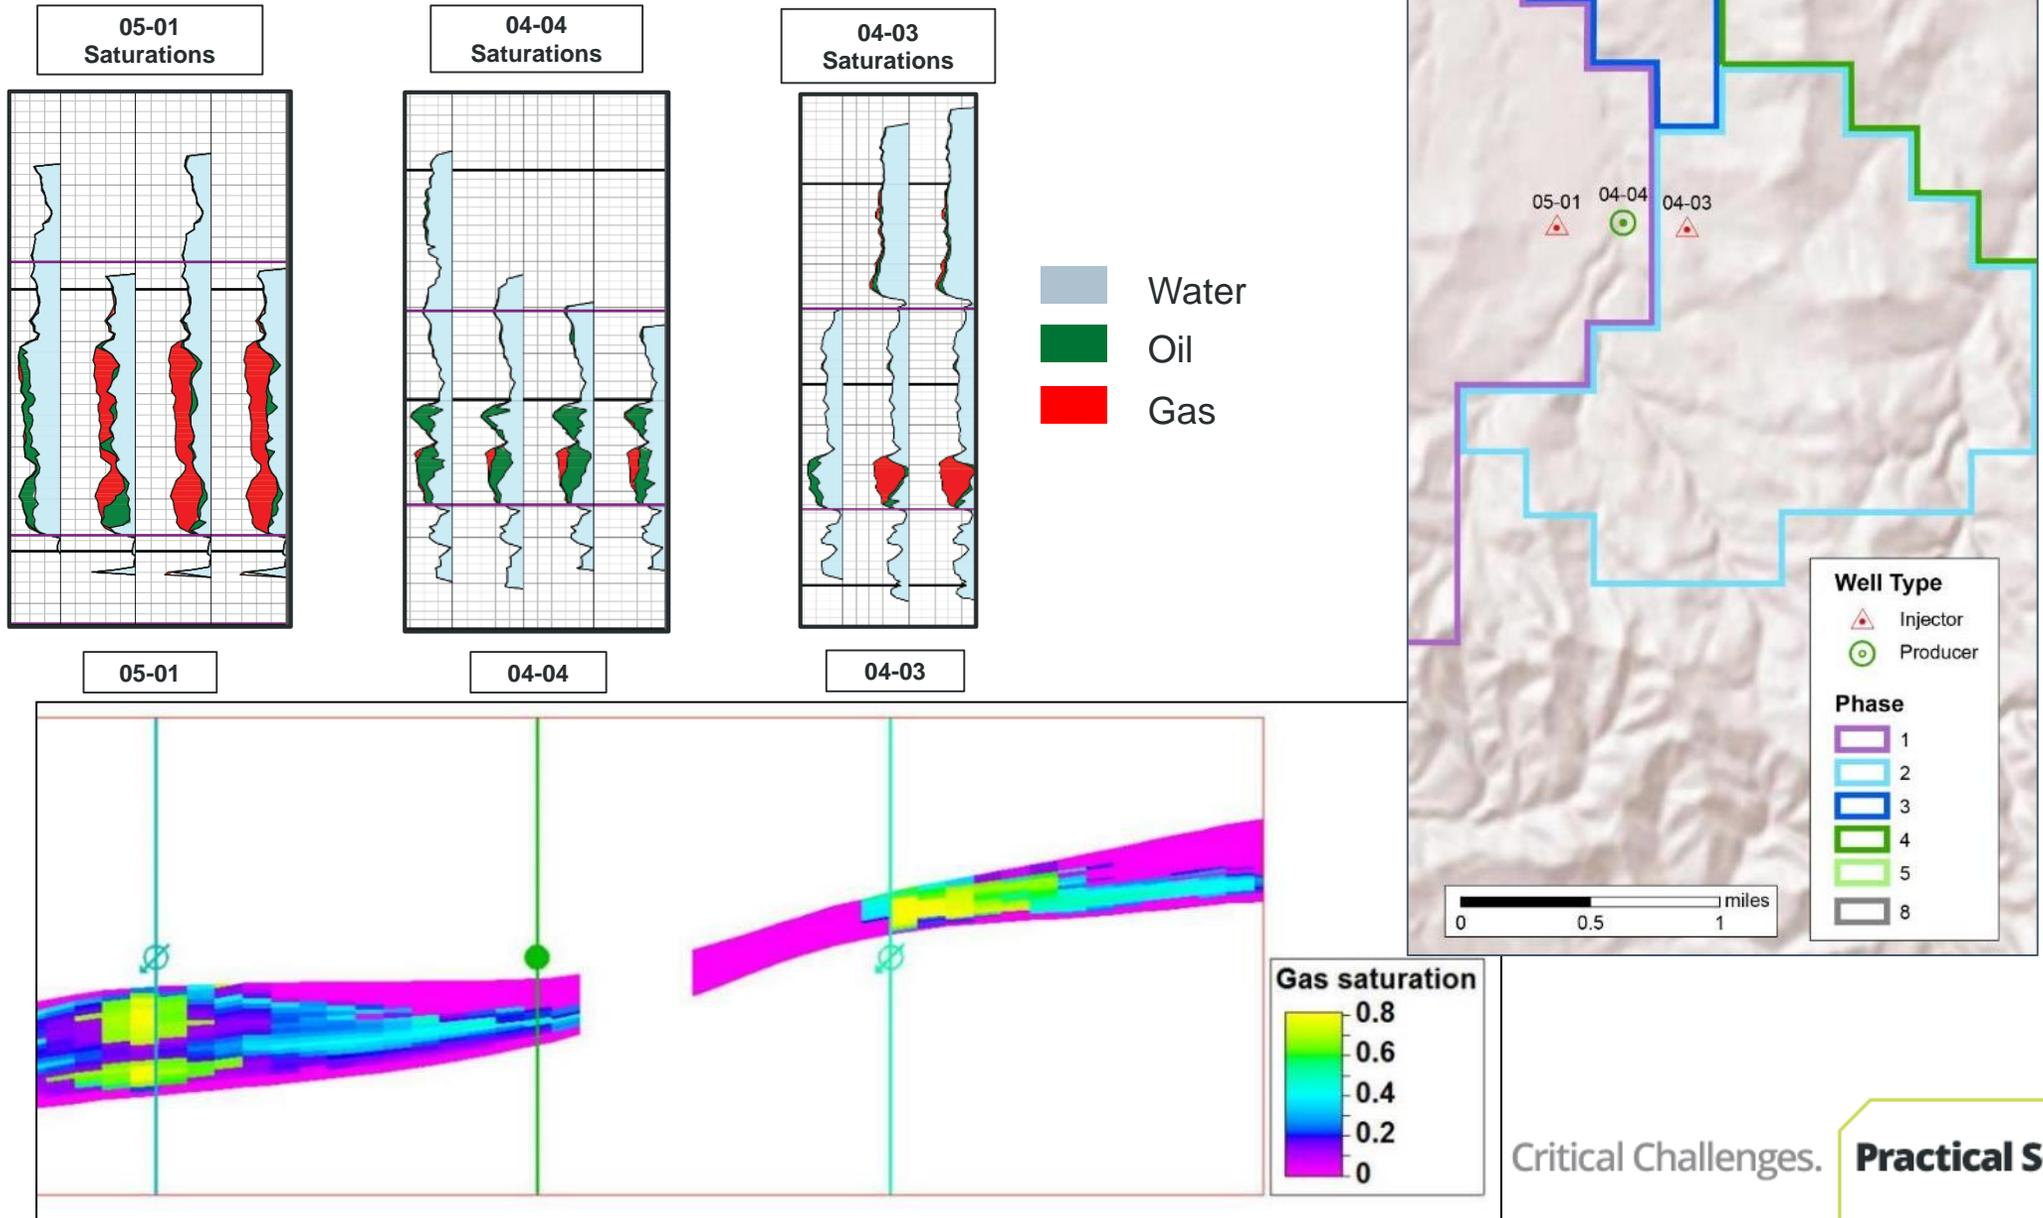 05-01
Saturations
04-04
Saturations
04-03
Saturations
Water
Oil
Gas
05-01
04-04
04-03
05-01
04-04
04-03
Well Type
Injector
Producer
Phase
1
2
3
4
5
8
miles
0
0.5
1
Gas saturation
0.8
0.6
0.4
0.2
0
Critical Challenges.
Practical S